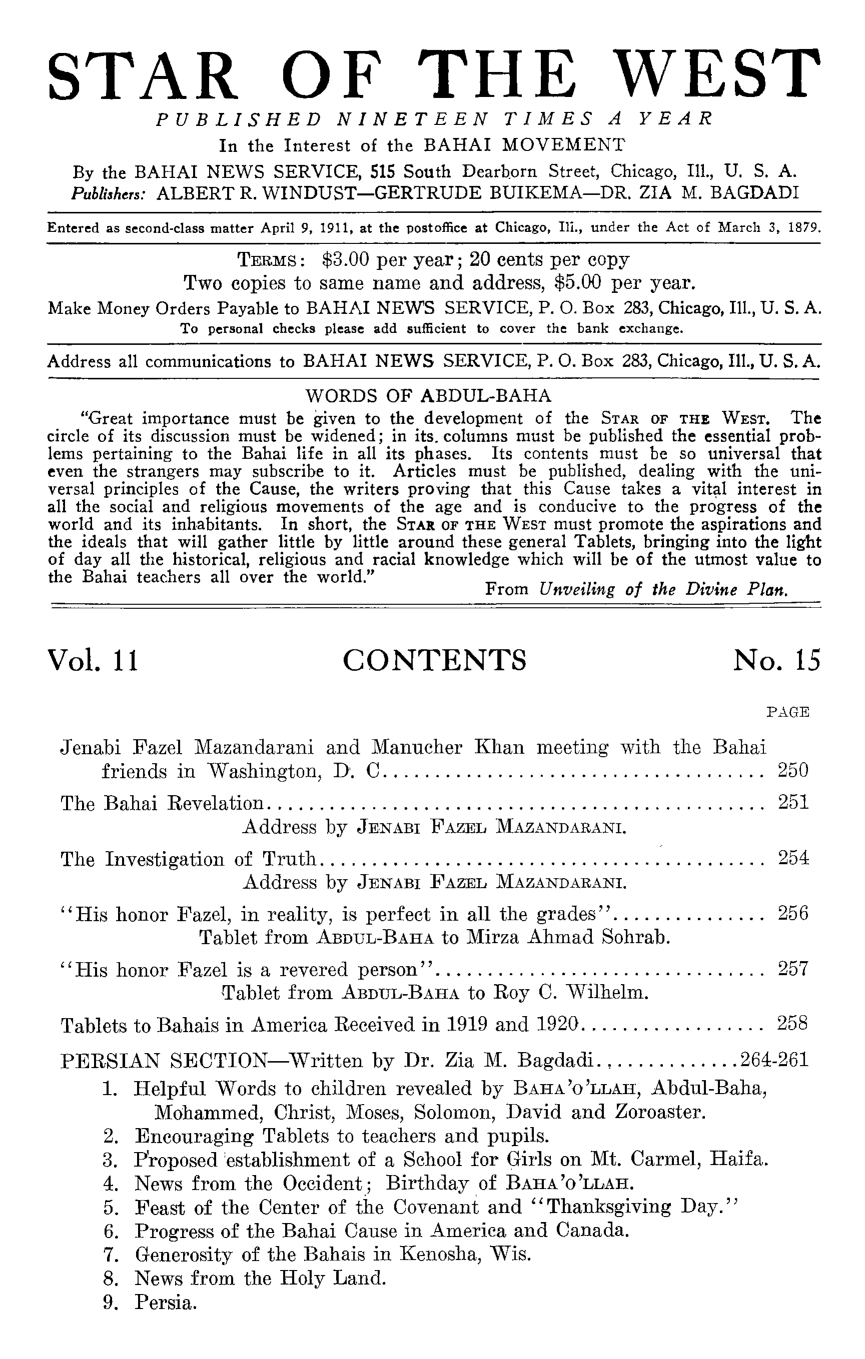 STAR OF THE WEST
PUBLISHED NINETEEN TIMES A YEAR
In the Interest of the BAHAI MOVEMENT
By the BAHAI NEWS SERVICE, 515 South Dearborn Street, Chicago, Ill., U. S. A.
Publishers: ALBERT R. WINDUST—GERTRUDE BUIKEMA—DR. ZIA M. BAGDADI
Entered as second-class matter April 9, 1911, at the postoffice at Chicago, Ill., under the Act of March 3, 1879.
TERMS: $3.00 per year; 20 cents per copy
Two copies to same name and address, $5.00 per year.
Make Money Orders Payable to BAHAI NEWS SERVICE, P. O. Box 283, Chicago, Ill., U. S. A.
To personal checks please add sufficient to cover the bank exchange.
Address all communications to BAHAI NEWS SERVICE, P. O. Box 283, Chicago, Ill., U. S. A.
WORDS OF ABDUL-BAHA
"Great importance must be given to the development of the STAR OF THE WEST. The
circle of its discussion must be widened; in its columns must be published the essential prob-
lems pertaining to the Bahai life in all its phases. Its contents must be so universal that
even the strangers may subscribe to it. Articles must be published, dealing with the uni-
versal principles of the Cause, the writers proving that this Cause takes a vital interest in
all the social and religious movements of the age and is conducive to the progress of the
world and its inhabitants. In short, the STAR OF THE WEST must promote the aspirations and
the ideals that will gather little by little around these general Tablets, bringing into the light
of day all the historical, religious and racial knowledge which will be of the utmost value to
the Bahai teachers all over the world."
From Unveiling of the Divine Plan.
Vol. 11 CONTENTS No. 15
PAGE
Jenabi Fazel Mazandarani and Manucher Khan meeting with the Bahai
friends in Washington, D. C..................................... 250
The Bahai Revelation................................................ 251
Address by JENABI FAZEL MAZANDARANI.
The Investigation of Truth........................................... 254
Address by JENABI FAZEL MAZANDARANI.
"His honor Fazel, in reality, is perfect in all the grades"............... 256
Tablet from ABDUL-BAHA to Mirza Ahmad Sohrab.
"His honor Fazel is a revered person"................................ 257
Tablet from ABDUL-BAHA to Roy C. Wilhelm.
Tablets to Bahais in America Received in 1919 and 1920.................. 258
PERSIAN SECTION—Written by Dr. Zia M. Bagdadi..............264-261
1. Helpful Words to children revealed by BAHA'O'LLAH, Abdul-Baha,
Mohammed, Christ, Moses, Solomon, David and Zoroaster.
2. Encouraging Tablets to teachers and pupils.
3. Proposed establishment of a School for Girls on Mt. Carmel, Haifa.
4. News from the Occident; Birthday of BAHA'O'LLAH.
5. Feast of the Center of the Covenant and "Thanksgiving Day."
6. Progress of the Bahai Cause in America and Canada.
7. Generosity of the Bahais in Kenosha, Wis.
8. News from the Holy Land.
9. Persia.